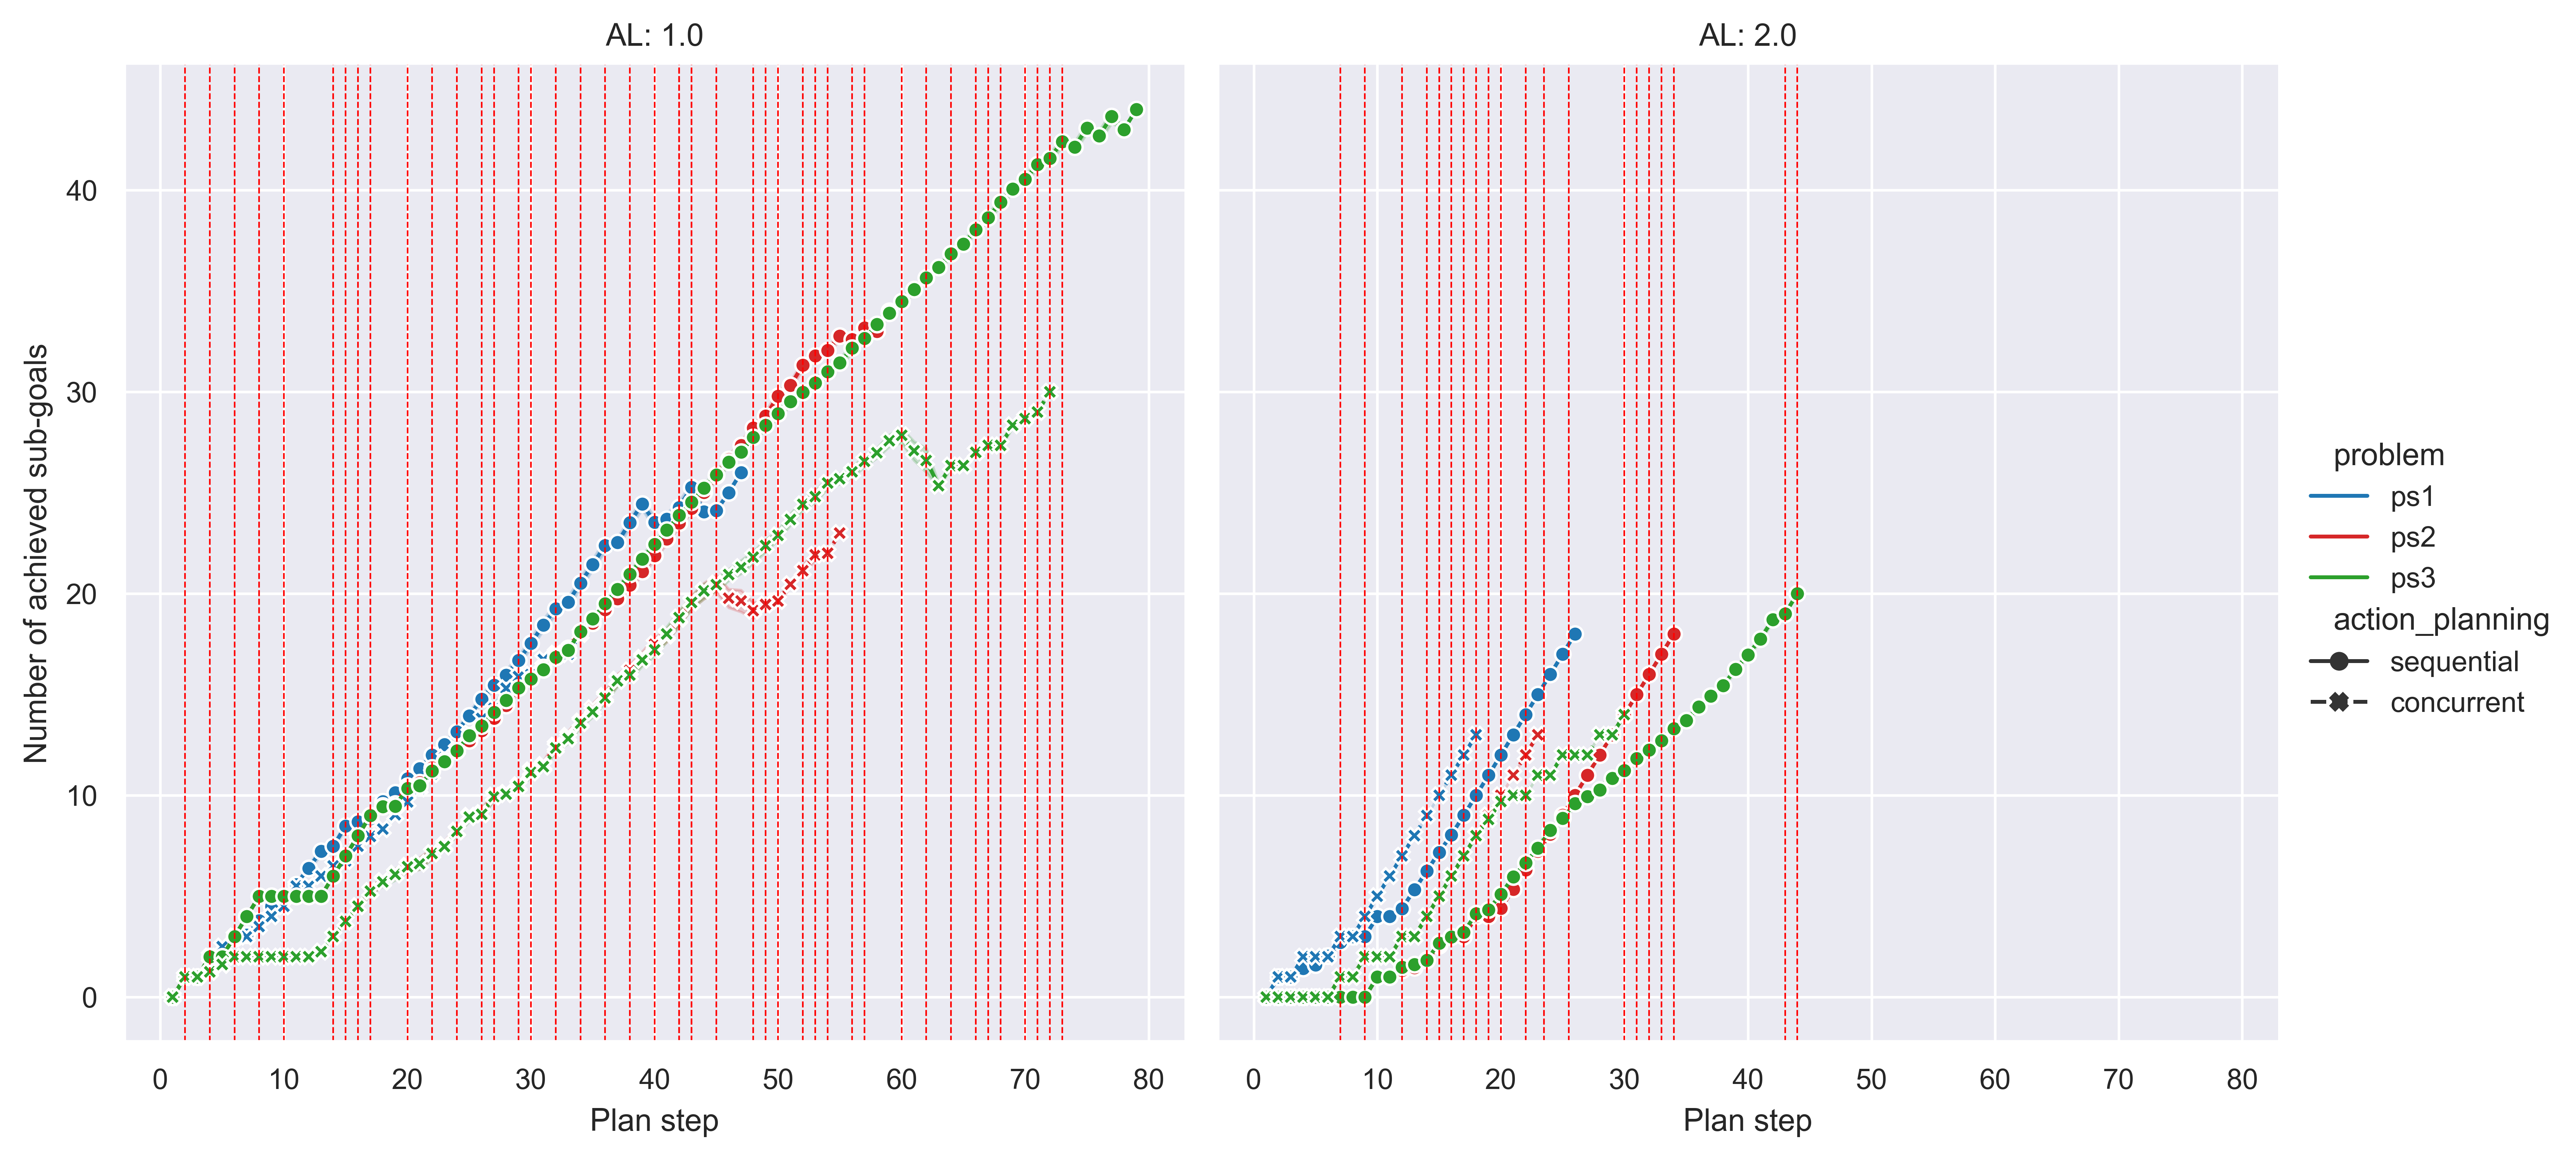 AL: 1.0
AL: 2.0
Number of achieved sub-goals
40
30
20
10
0
0 10 20 30 40 50 60 70 80
0 10 20 30 40 50 60 70 80
Plan step
Plan step
problem
ps1
ps2
ps3
action_planning
sequential
concurrent